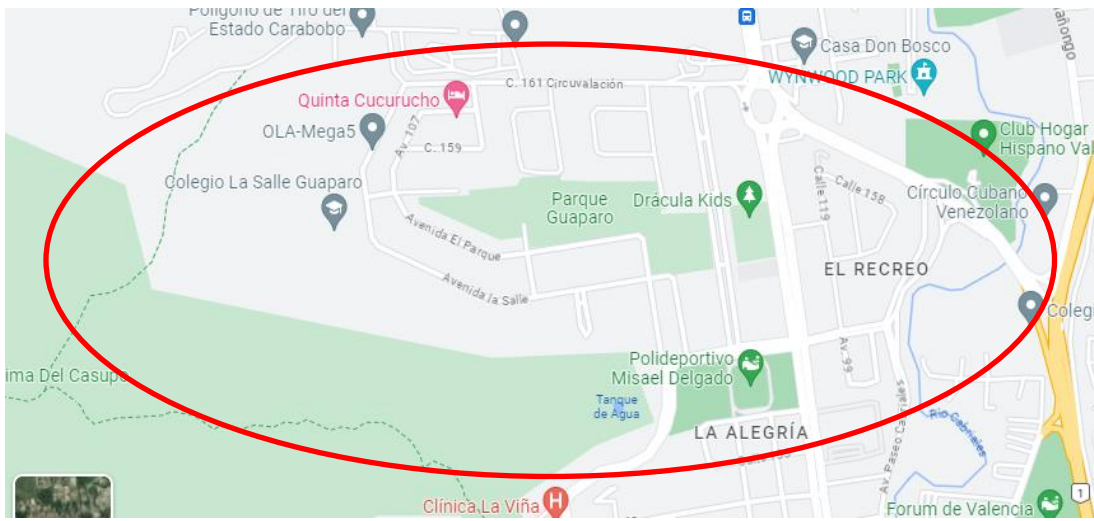 Polígono de Tiro del
Estado Carabobo
Casa Don Bosco
WYNWOOD PARK
Mañongo
C. 161 Circuvalación
Quinta Cucurucho
OLA-Mega5
Av. 107
C. 159
Club Hogar
Hispano Val
Colegio La Salle Guaparo
Parque
Guaparo
Drácula Kids
Calle 119
Calle 158
Círculo Cubano
Venezolano
Avenida El Parque
EL RECREO
Avenida la Salle
Colegi
Polideportivo
Misael Delgado
Av. 99
ima Del Casupo
Tanque
de Agua
LA ALEGRÍA
Av. Paseo Cabriales
Río Cabriales
Clínica La Viña
H
1
Forum de Valencia